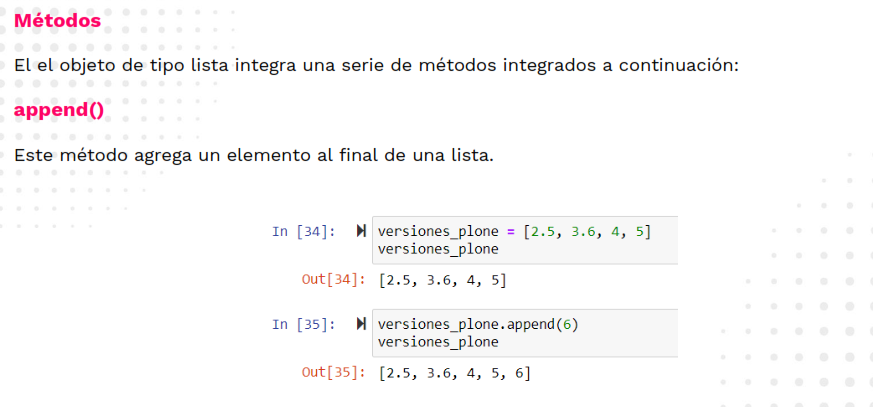 Métodos
El el objeto de tipo lista integra una serie de métodos integrados a continuación:
append()
Este método agrega un elemento al final de una lista.
In [34]: versiones_plone = [2.5, 3.6, 4, 5]
versiones_plone
Out[34]: [2.5, 3.6, 4, 5]
In [35]: versiones_plone.append(6)
versiones_plone
Out[35]: [2.5, 3.6, 4, 5, 6]